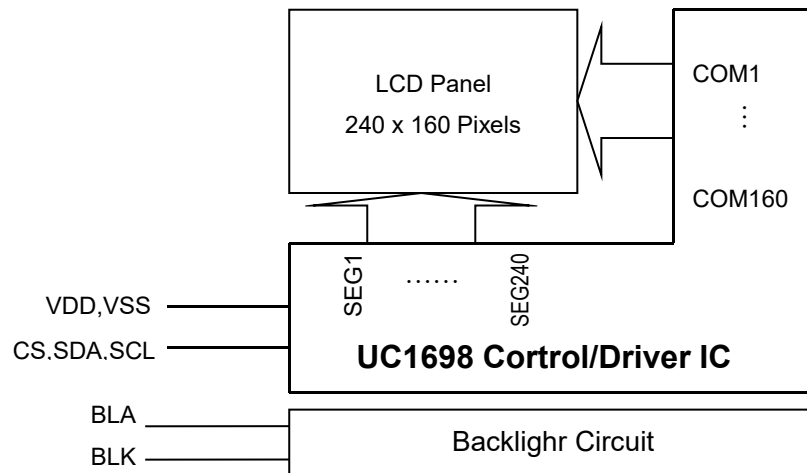 LCD Panel
240 x 160 Pixels
COM1
⋮
COM160
SEG1
......
SEG240
VDD,VSS
CS,SDA,SCL
UC1698 Cortrol/Driver IC
BLA
BLK
Backlighr Circuit